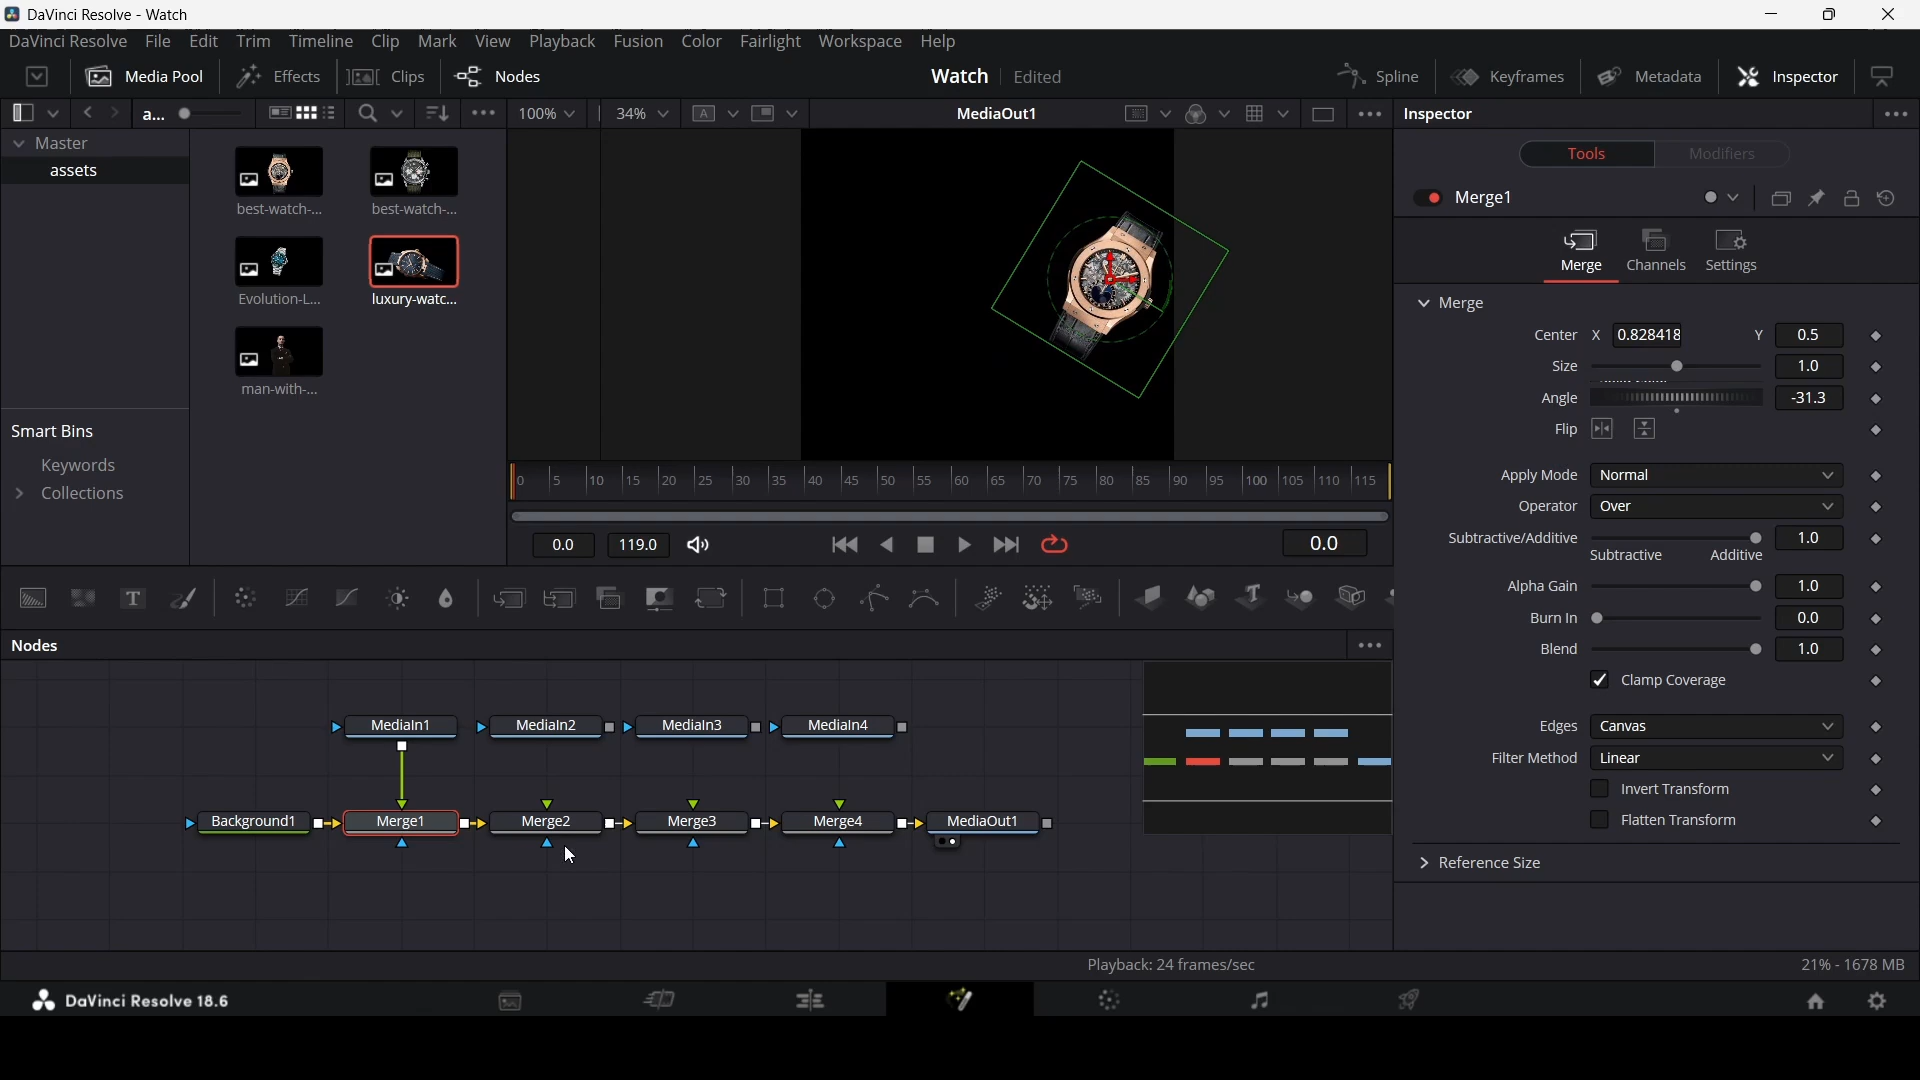 DaVinci Resolve - Watch
DaVinci Resolve File Edit Trim Timeline Clip Mark View Playback Fusion Color Fairlight Workspace Help
Media Pool Effects Clips Nodes Watch Edited Spline Keyframes Metadata Inspector
a... 100% 34% A MediaOut1 Inspector
Master
assets
best-watch-... best-watch-...
Evolution-L... luxury-watc...
man-with-...
Smart Bins
Keywords
Collections
0 5 10 15 20 25 30 35 40 45 50 55 60 65 70 75 80 85 90 95 100 105 110 115
0.0 119.0 0.0
Tools Modifiers
Merge1
Merge Channels Settings
Merge
Center X 0.828418 Y 0.5
Size 1.0
Angle -31.3
Flip
Apply Mode Normal
Operator Over
Subtractive/Additive 1.0
Subtractive Additive
Alpha Gain 1.0
Burn In 0.0
Blend 1.0
Clamp Coverage
Edges Canvas
Filter Method Linear
Invert Transform
Flatten Transform
Reference Size
T T
Nodes
MediaIn1 MediaIn2 MediaIn3 MediaIn4
Background1 Merge1 Merge2 Merge3 Merge4 MediaOut1
Playback: 24 frames/sec 21% - 1678 MB
DaVinci Resolve 18.6